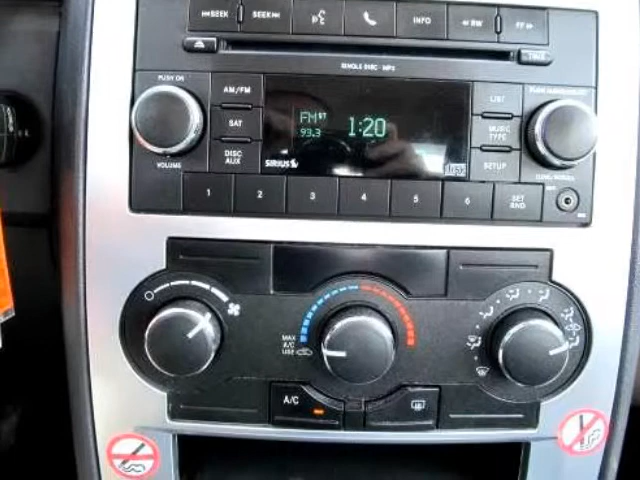 SEEK
SEEK
INFO
RW
FF
SINGLE DISC - MP3
PUSH ON
VOLUME
AM/FM
SAT
DISC
AUX
FM
93.3
1:20
SIRIUS
LIST
MUSIC
TYPE
SETUP
1
2
3
4
5
6
SET
RND
MAX
A/C
USE
A/C